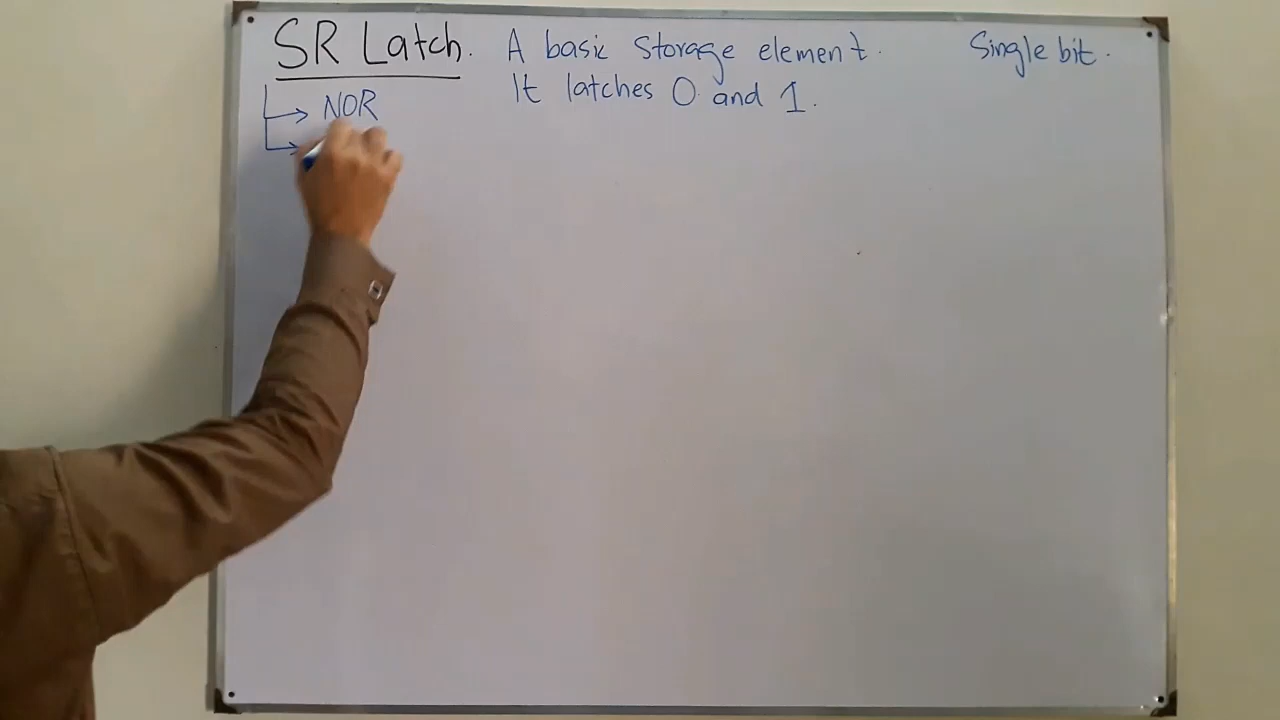 SR Latch. A basic storage element. Single bit.
It latches 0 and 1.
NOR